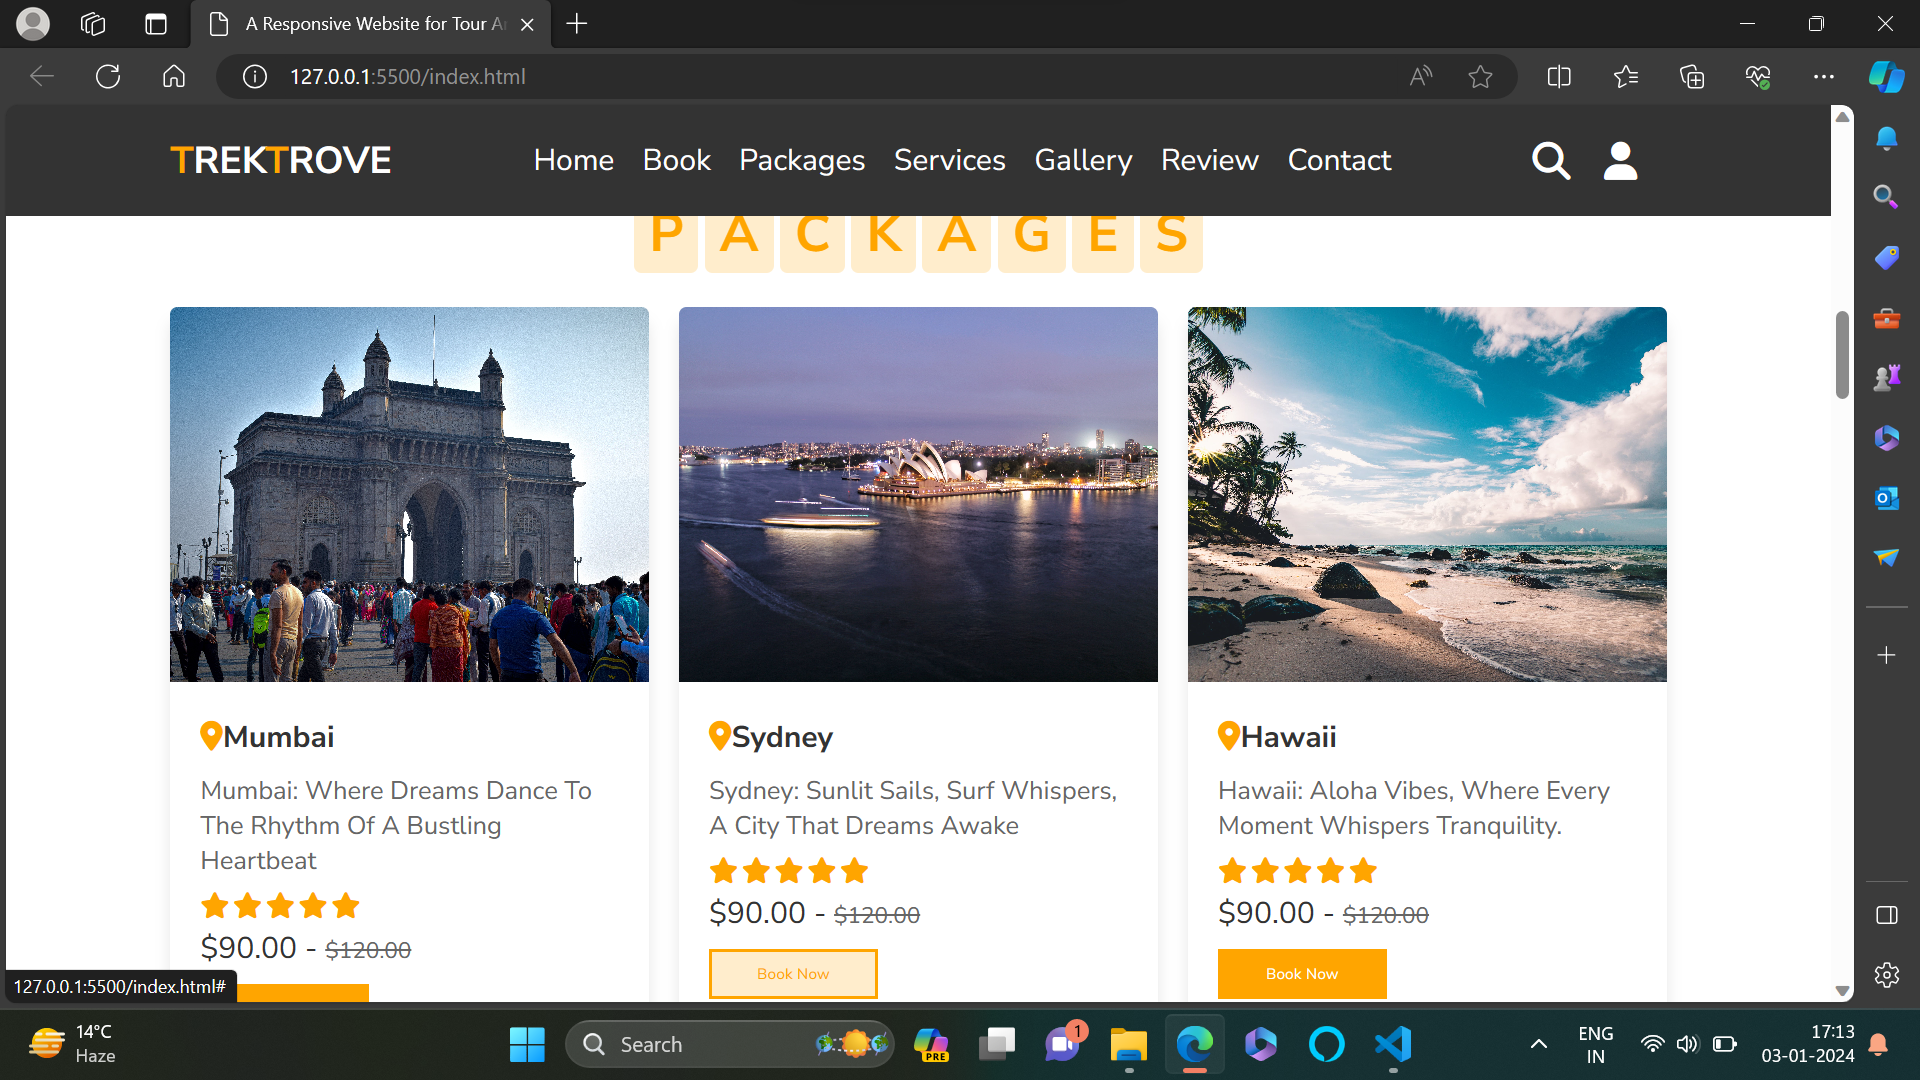 A Responsive Website for Tour A
127.0.0.1:5500/index.html
TREKTROVE
Home Book Packages Services Gallery Review Contact
PACKAGES
Mumbai
Mumbai: Where Dreams Dance To
The Rhythm Of A Bustling
Heartbeat
$90.00 - $120.00
Sydney
Sydney: Sunlit Sails, Surf Whispers,
A City That Dreams Awake
$90.00 - $120.00
Book Now
Hawaii
Hawaii: Aloha Vibes, Where Every
Moment Whispers Tranquility.
$90.00 - $120.00
Book Now
127.0.0.1:5500/index.html#
14°C
Haze
Search
PRE
1
ENG
IN
17:13
03-01-2024